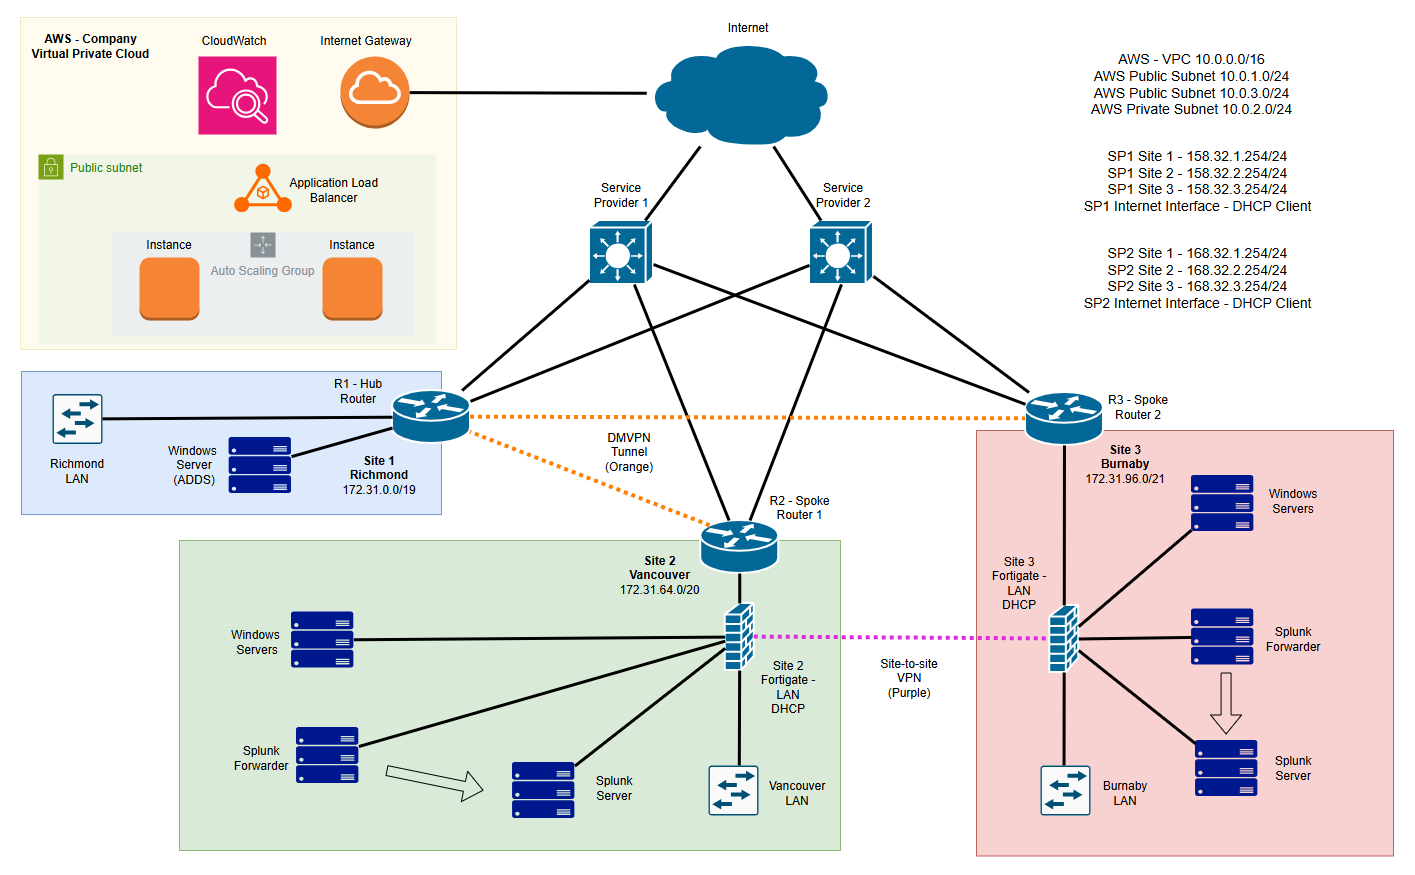 AWS - Company
Virtual Private Cloud
CloudWatch
Internet Gateway
Public subnet
Application Load
Balancer
Instance
Instance
Auto Scaling Group
Internet
AWS - VPC 10.0.0.0/16
AWS Public Subnet 10.0.1.0/24
AWS Public Subnet 10.0.3.0/24
AWS Private Subnet 10.0.2.0/24
SP1 Site 1 - 158.32.1.254/24
SP1 Site 2 - 158.32.2.254/24
SP1 Site 3 - 158.32.3.254/24
SP1 Internet Interface - DHCP Client
SP2 Site 1 - 168.32.1.254/24
SP2 Site 2 - 168.32.2.254/24
SP2 Site 3 - 168.32.3.254/24
SP2 Internet Interface - DHCP Client
Service
Provider 1
Service
Provider 2
R1 - Hub
Router
Richmond
LAN
Windows
Server
(ADDS)
Site 1
Richmond
172.31.0.0/19
DMVPN
Tunnel
(Orange)
R3 - Spoke
Router 2
Site 3
Burnaby
172.31.96.0/21
R2 - Spoke
Router 1
Site 2
Vancouver
172.31.64.0/20
Windows
Servers
Site 2
Fortigate -
LAN
DHCP
Splunk
Forwarder
Splunk
Server
Vancouver
LAN
Site-to-site
VPN
(Purple)
Site 3
Fortigate -
LAN
DHCP
Windows
Servers
Splunk
Forwarder
Splunk
Server
Burnaby
LAN